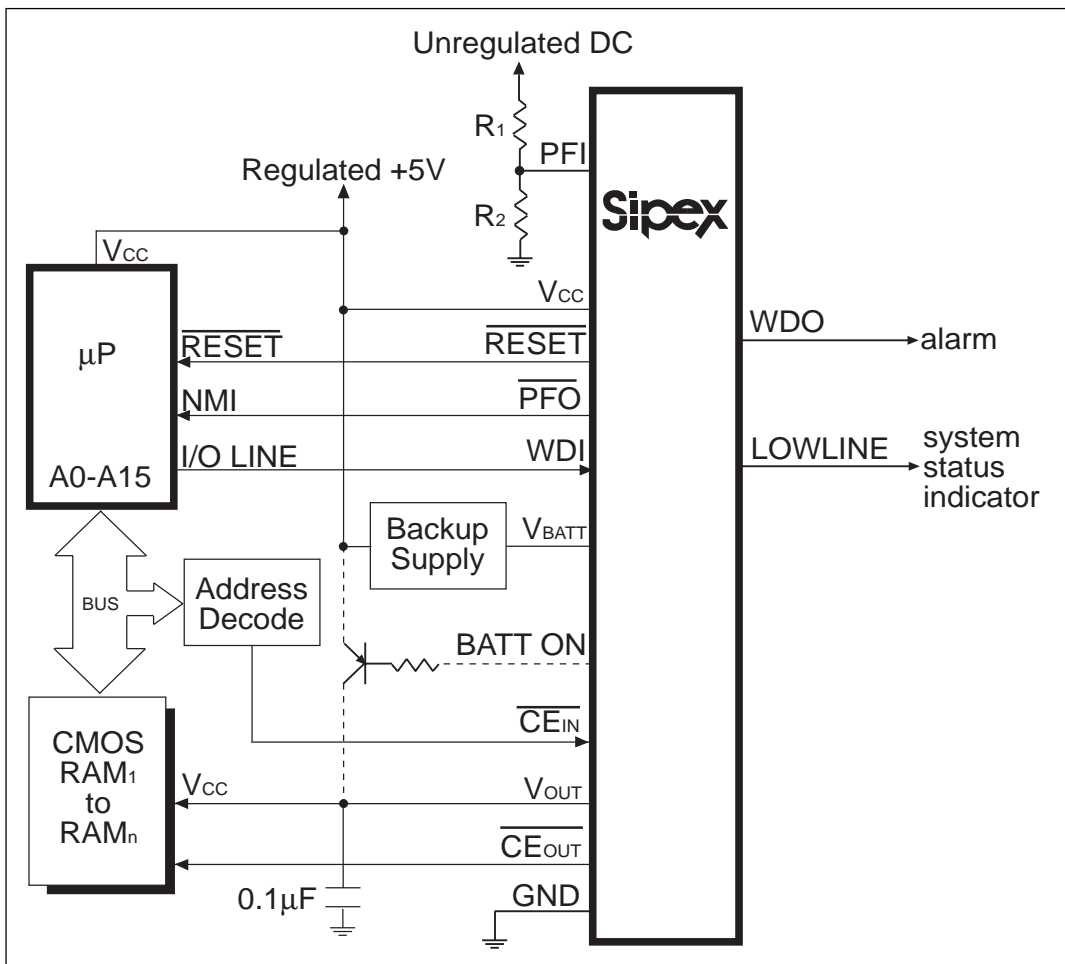 Unregulated DC
R1
PFI
Regulated +5V
R2
Sipex
VCC
VCC
μP
RESET
RESET
WDO
alarm
NMI
PFO
I/O LINE
WDI
LOWLINE
system
status
indicator
A0-A15
Backup
Supply
VBATT
BUS
Address
Decode
BATT ON
CEIN
CMOS
RAM1
to
RAMn
VCC
VOUT
CEOUT
0.1μF
GND